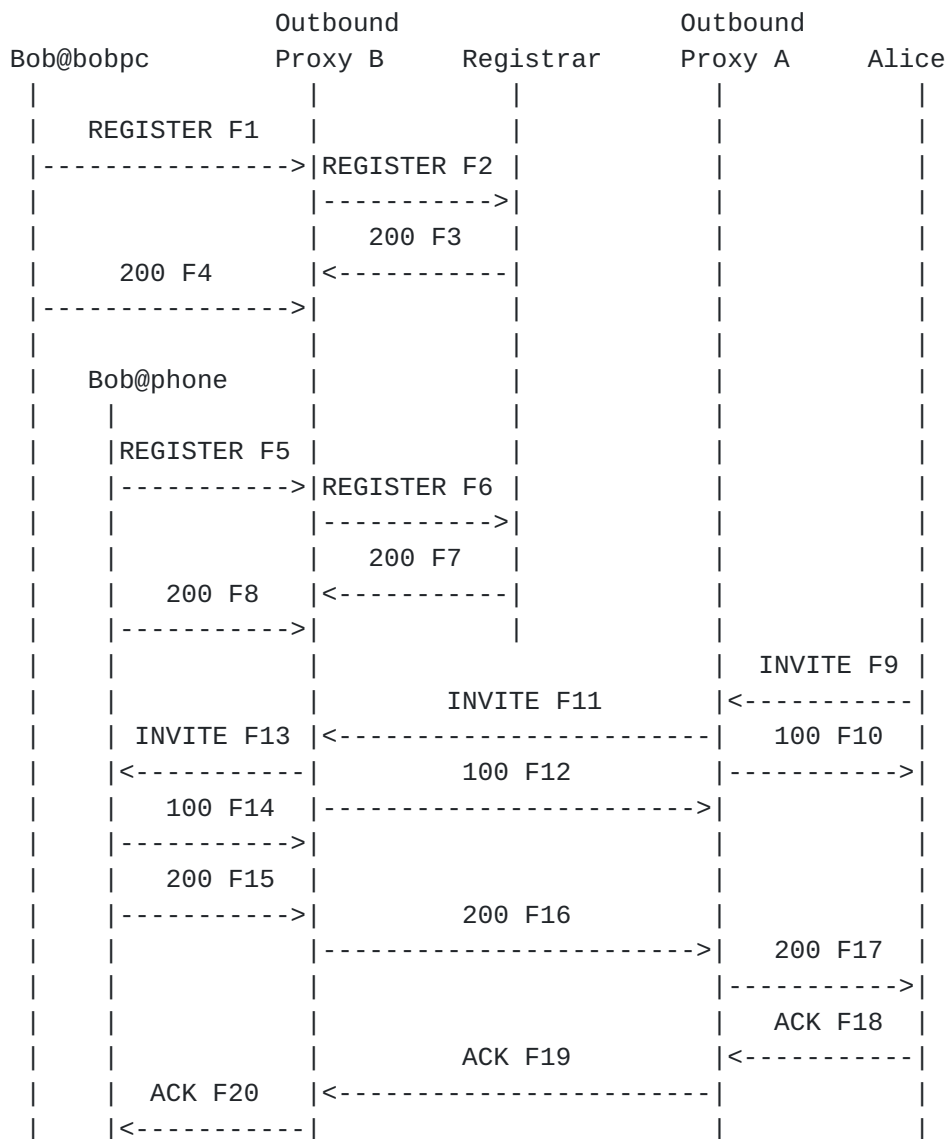 Outbound Outbound
Bob@bobpc Proxy B Registrar Proxy A Alice
REGISTER F1
REGISTER F2
200 F3
200 F4
Bob@phone
REGISTER F5
REGISTER F6
200 F7
200 F8
INVITE F9
INVITE F11
INVITE F13 100 F10
100 F12
100 F14
200 F15
200 F16
200 F17
ACK F18
ACK F19
ACK F20